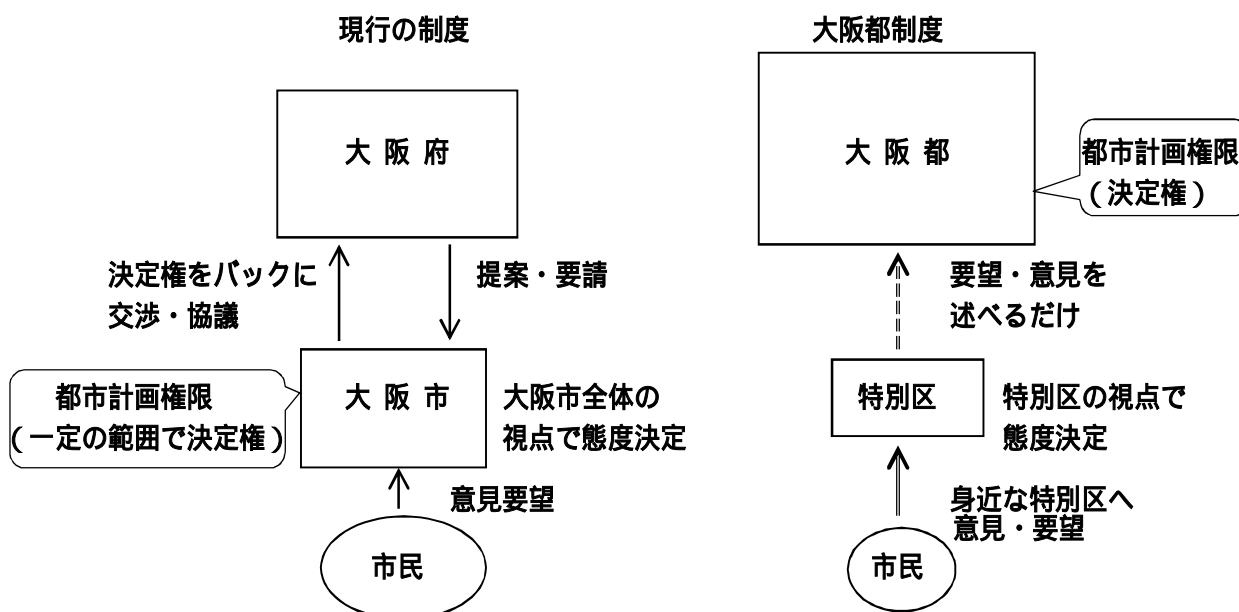 現行の制度
大阪府
決定権をバックに
交渉・協議
提案・要請
都市計画権限
（一定の範囲で決定権）
大阪市
大阪市全体の
視点で態度決定
意見要望
市民
大阪都制度
大阪都
都市計画権限
（決定権）
要望・意見を
述べるだけ
特別区
特別区の視点で
態度決定
身近な特別区へ
意見・要望
市民